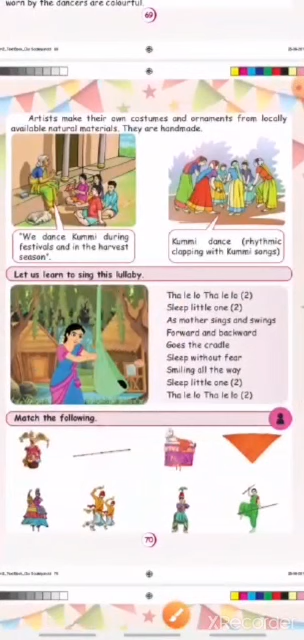 worn by the dancers are colourful.
69
Artists make their own costumes and ornaments from locally
available natural materials. They are handmade.
"We dance Kummi during
festivals and in the harvest
season".
Kummi dance (rhythmic
clapping with Kummi songs)
Let us learn to sing this lullaby.
Tha le lo Tha le lo (2)
Sleep little one (2)
As mother sings and swings
Forward and backward
Goes the cradle
Sleep without fear
Smiling all the way
Sleep little one (2)
Tha le lo Tha le lo (2)
Match the following.
70
XRecorder